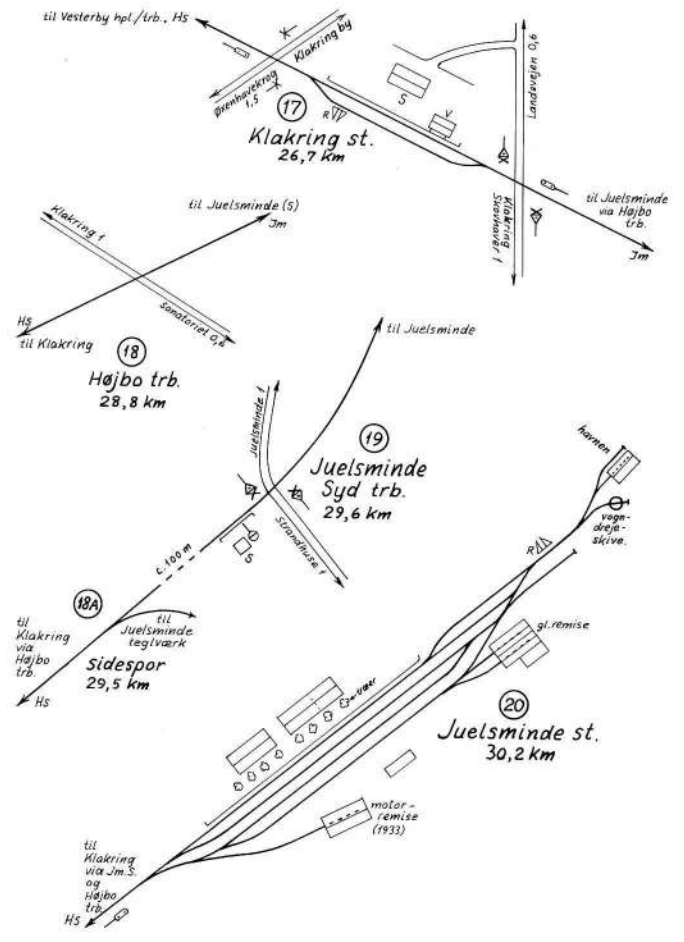 til Vesterby hpl./trb., Hs
Klakring by
Øxenhavekrog
1,5
17
Klakring st.
26,7 km
R
S
V
Landevejen 0,6
Klakring
Skovhaver 1
til Juelsminde
via Højbo
trb.
Jm
Klakring 1
til Juelsminde (S)
Jm
sanatoriet 0,6
Hs
til Klakring
18
Højbo trb.
28,8 km
til Juelsminde
Juelsminde 1
19
Juelsminde
Syd trb.
29,6 km
Strandhuse 1
S
c. 100 m
18A
til
Klakring
via
Højbo
trb.
Hs
til
Juelsminde
teglværk
Sidespor
29,5 km
havnen
vogn-
dreje-
skive.
R
gl. remise
træer
20
Juelsminde st.
30,2 km
motor-
remise
(1933)
til
Klakring
via Jm.S.
og
Højbo
trb.
Hs